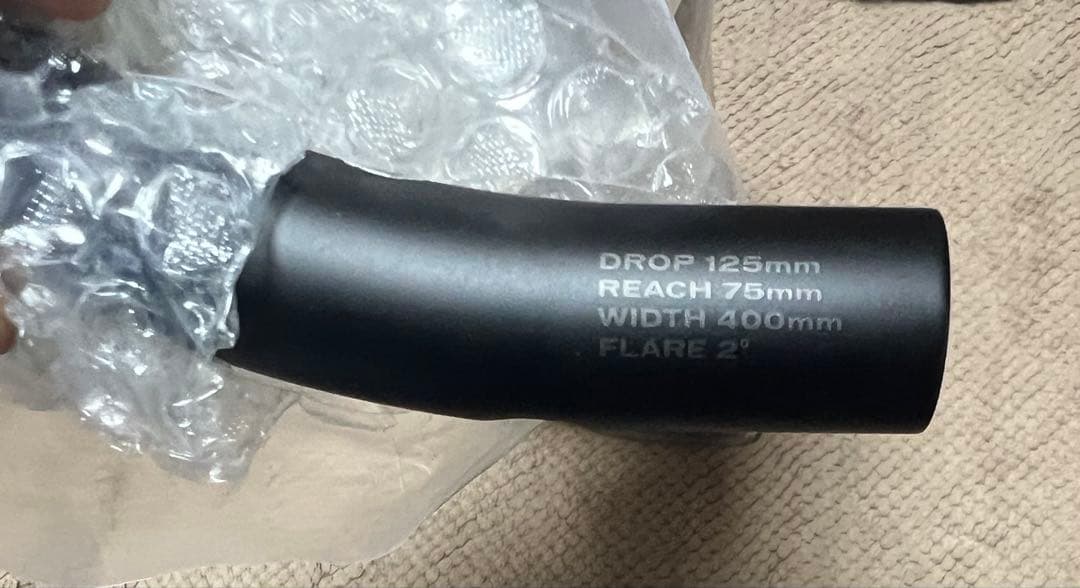 DROP 125mm
REACH 75mm
WIDTH 400mm
FLARE 2°